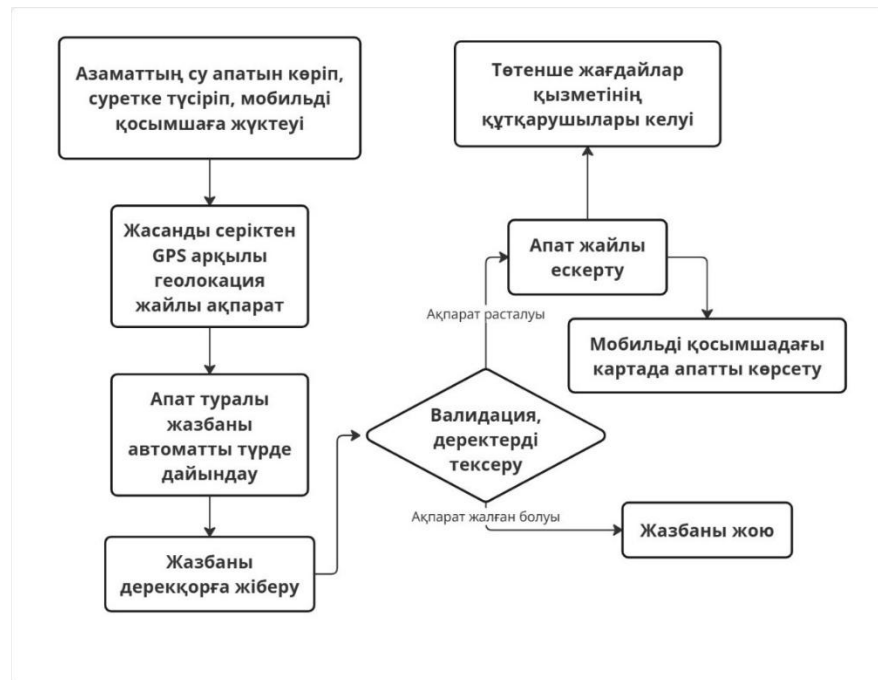 Азаматтың су апатын көріп,
суретке түсіріп, мобильді
қосымшаға жүктеуі
Жасанды серіктен
GPS арқылы
геолокация
жайлы ақпарат
Апат туралы
жазбаны
автоматты түрде
дайындау
Жазбаны
дерекқорға жіберу
Валидация,
деректерді
тексеру
Ақпарат расталуы
Апат жайлы
ескерту
Төтенше жағдайлар
қызметінің
құтқарушылары келуі
Мобильді қосымшадағы
картада апатты көрсету
Ақпарат жалған болуы
Жазбаны жою